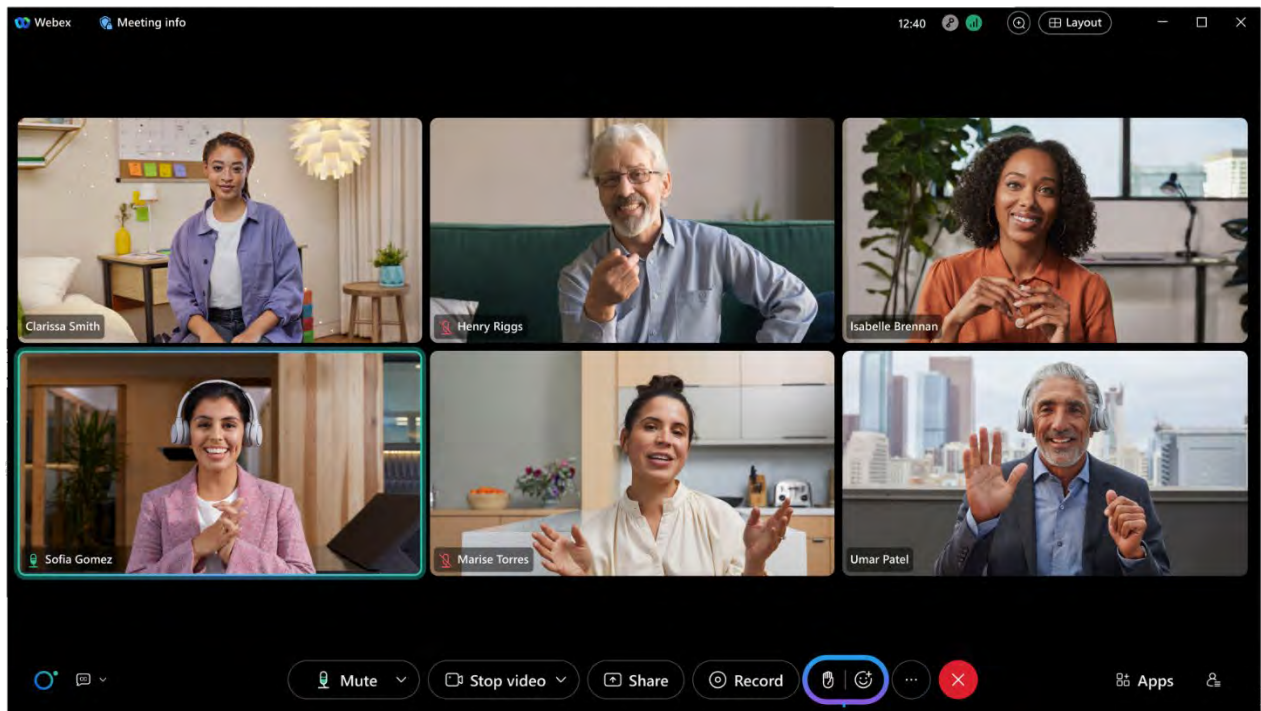 Webex
Meeting info
12:40
Layout
Clarissa Smith
Henry Riggs
Isabelle Brennan
Sofia Gomez
Marise Torres
Umar Patel
CC
Mute
Stop video
Share
Record
Apps